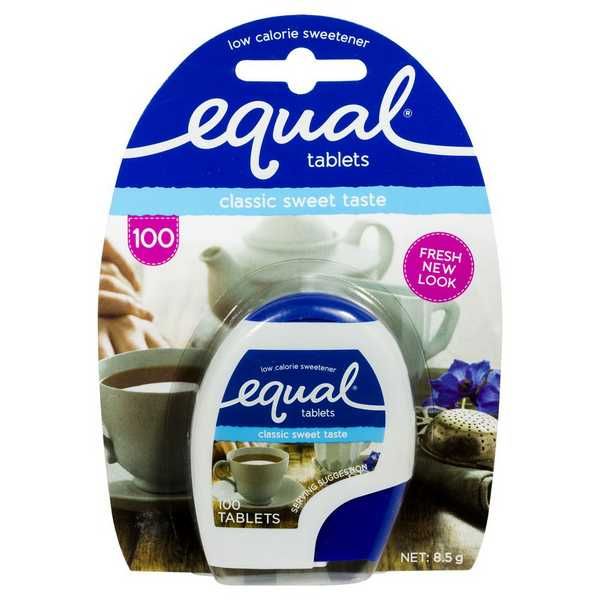 low calorie sweetener
equal®
tablets
classic sweet taste
100
FRESH
NEW
LOOK
low calorie sweetener
equal®
tablets
classic sweet taste
SERVING SUGGESTION
100
TABLETS
NET: 8.5 g